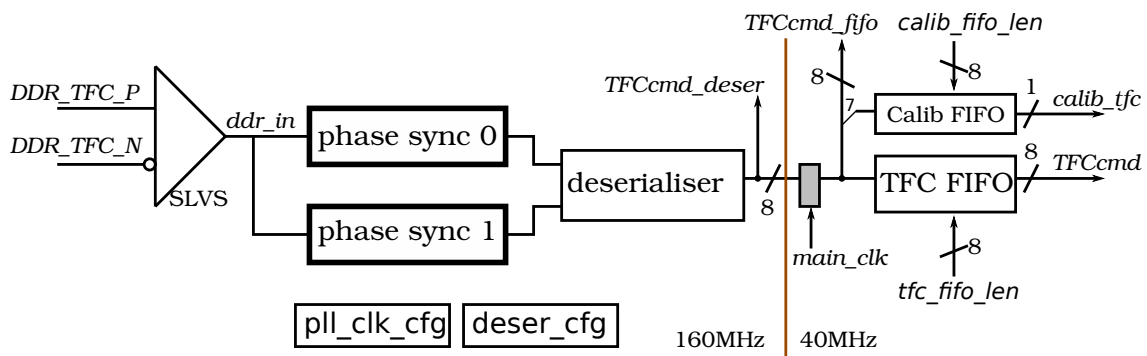 TFCcmd_fifo
calib_fifo_len
8
8
TFCcmd_deser
7
1
calib_tfc
Calib FIFO
DDR_TFC_P
ddr_in
phase sync 0
DDR_TFC_N
SLVS
deserialiser
8
TFC FIFO
8
TFCcmd
phase sync 1
main_clk
8
tfc_fifo_len
pll_clk_cfg
deser_cfg
160MHz
40MHz